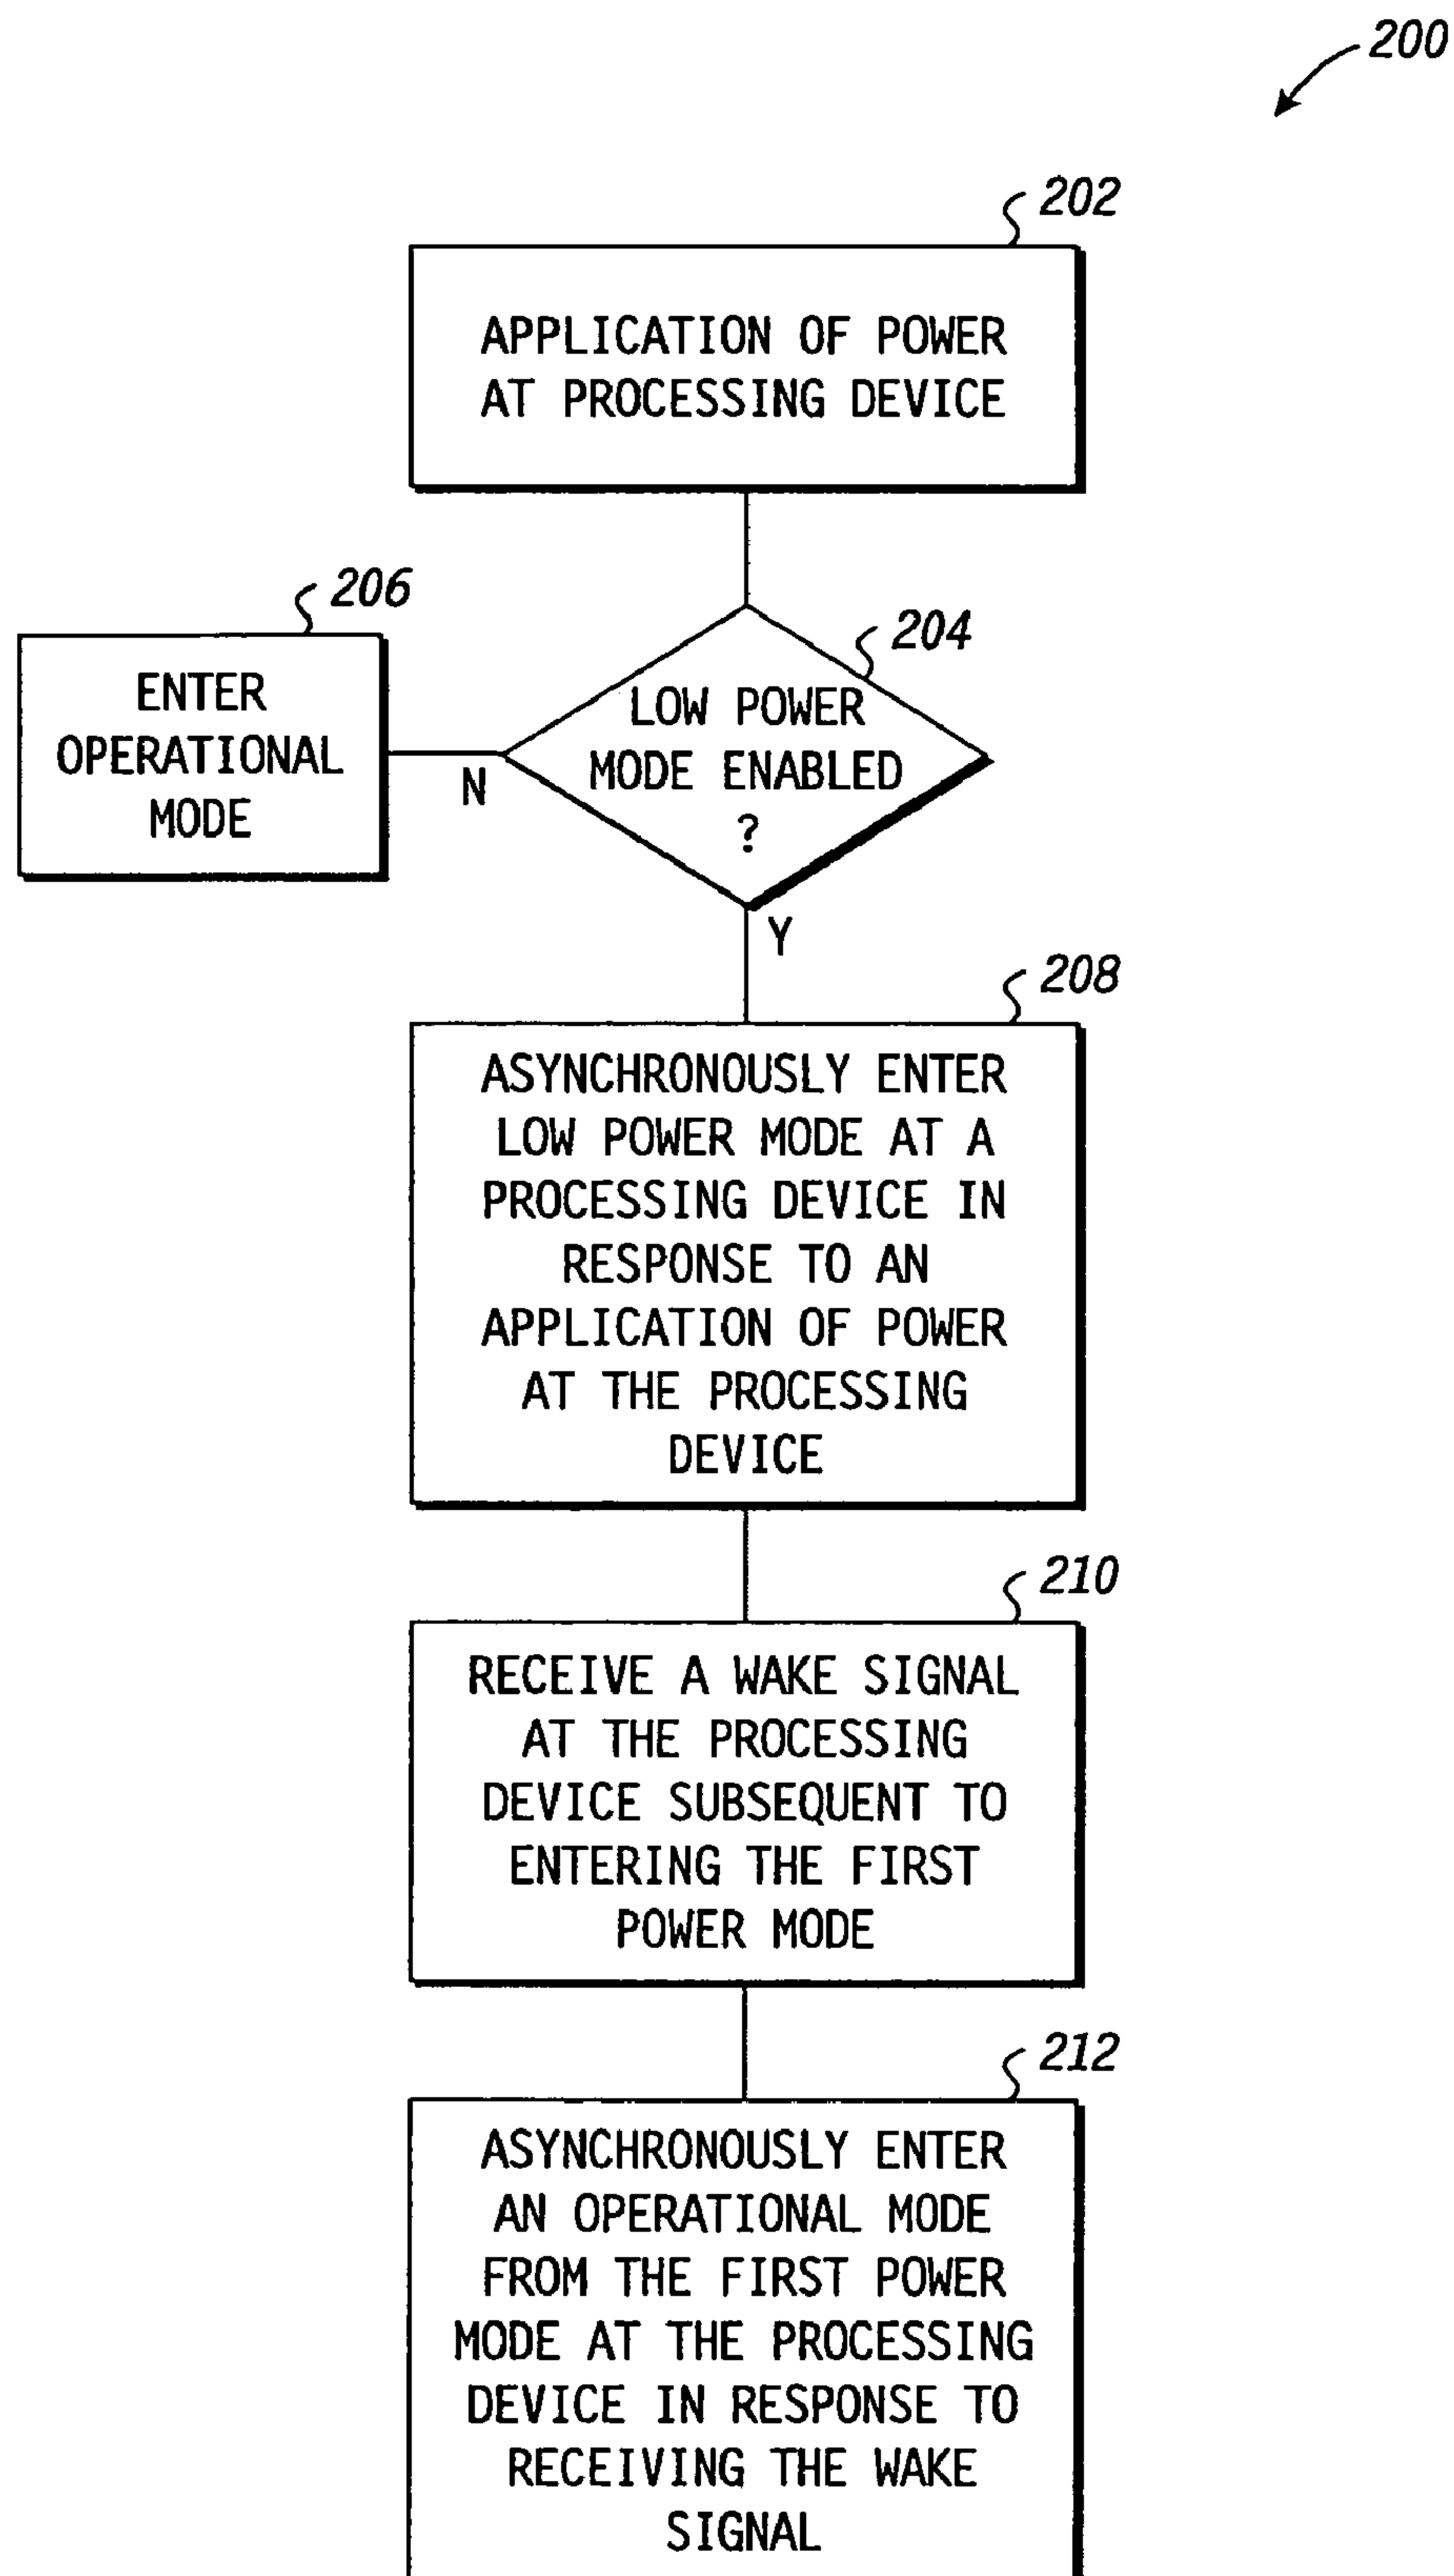 200
202
APPLICATION OF POWER
AT PROCESSING DEVICE
206
ENTER
OPERATIONAL
MODE
204
LOW POWER
MODE ENABLED
?
N
Y
208
ASYNCHRONOUSLY ENTER
LOW POWER MODE AT A
PROCESSING DEVICE IN
RESPONSE TO AN
APPLICATION OF POWER
AT THE PROCESSING
DEVICE
210
RECEIVE A WAKE SIGNAL
AT THE PROCESSING
DEVICE SUBSEQUENT TO
ENTERING THE FIRST
POWER MODE
212
ASYNCHRONOUSLY ENTER
AN OPERATIONAL MODE
FROM THE FIRST POWER
MODE AT THE PROCESSING
DEVICE IN RESPONSE TO
RECEIVING THE WAKE
SIGNAL